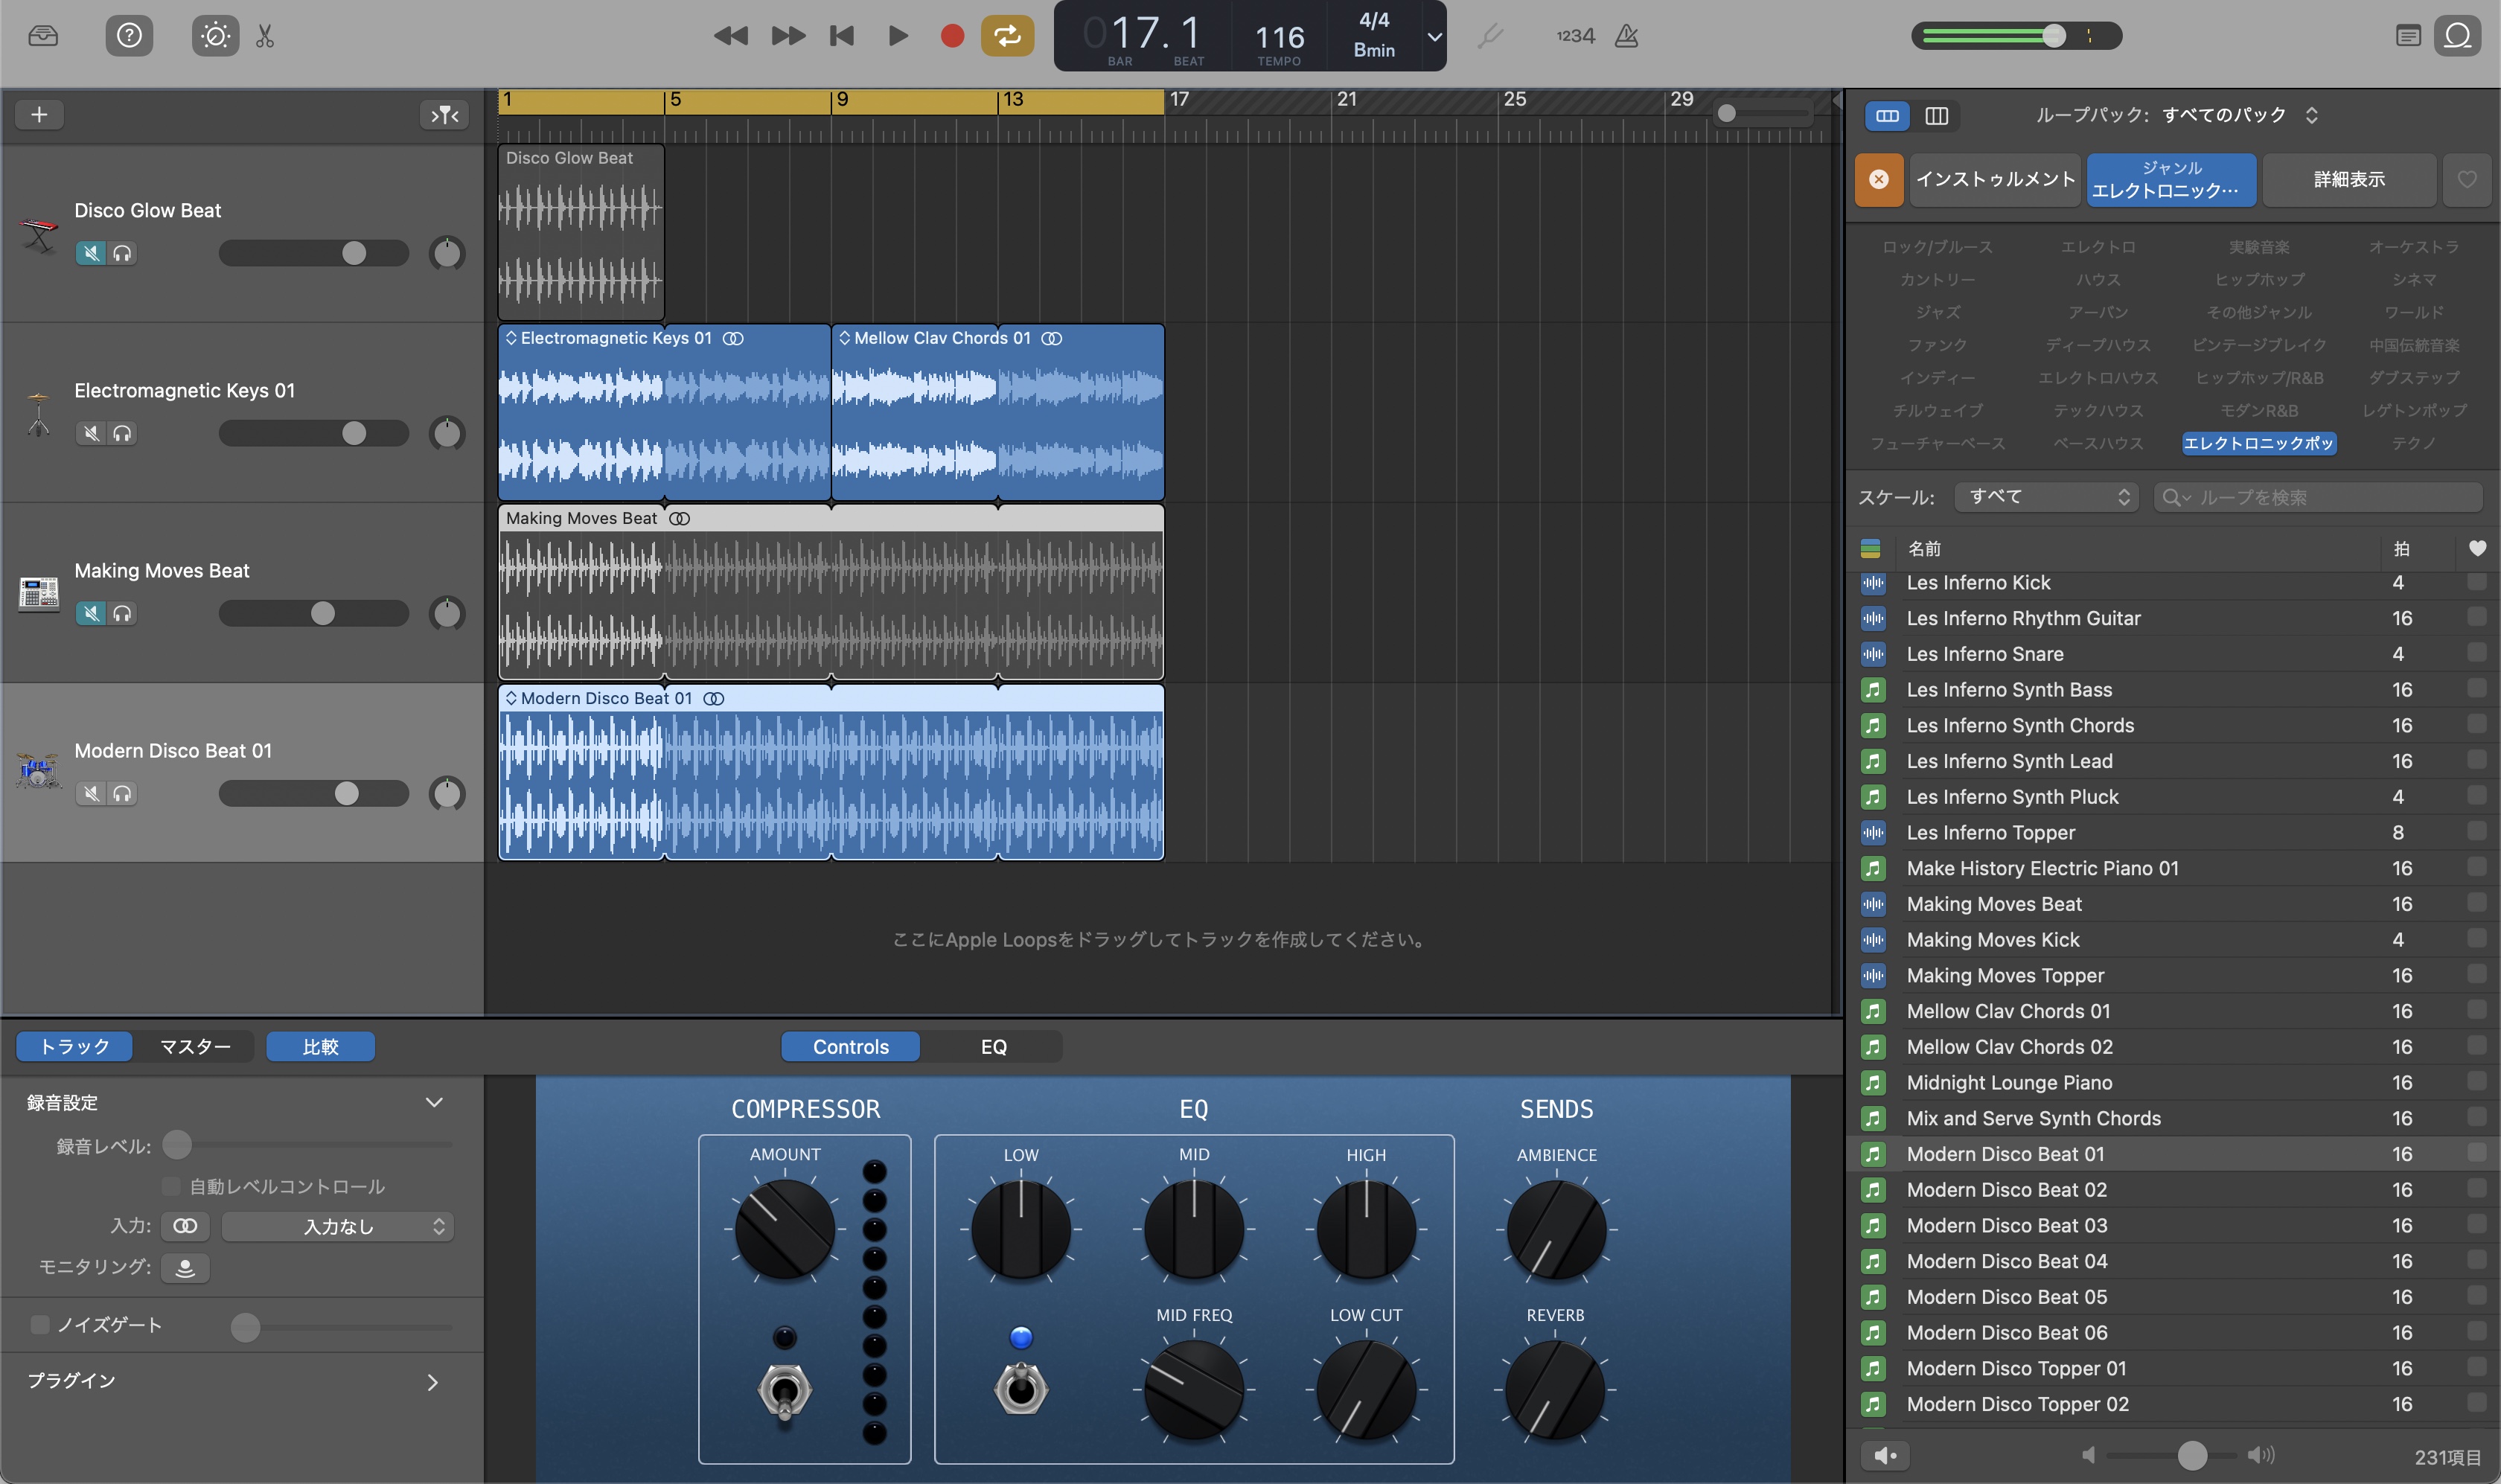 017. 1
BAR
BEAT
116
TEMPO
4/4
Bmin
1234
1
5
9
13
17
21
25
29
Disco Glow Beat
Disco Glow Beat
Electromagnetic Keys 01
Electromagnetic Keys 01
Mellow Clav Chords 01
Making Moves Beat
Making Moves Beat
Modern Disco Beat 01
Modern Disco Beat 01
ここにApple Loopsをドラッグしてトラックを作成してください。
トラック
マスター
比較
Controls
EQ
録音設定
録音レベル:
自動レベルコントロール
入力:
入力なし
モニタリング:
ノイズゲート
プラグイン
COMPRESSOR
AMOUNT
EQ
LOW
MID
HIGH
MID FREQ
LOW CUT
SENDS
AMBIENCE
REVERB
ループパック: すべてのパック
インストゥルメント
ジャンル
エレクトロニック…
詳細表示
ロック/ブルース エレクトロ 実験音楽 オーケストラ
カントリー ハウス ヒップホップ シネマ
ジャズ アーバン その他ジャンル ワールド
ファンク ディープハウス ビンテージブレイク 中国伝統音楽
インディー エレクトロハウス ヒップホップ/R&B ダブステップ
チルウェイブ テックハウス モダンR&B レゲトンポップ
フューチャーベース ベースハウス エレクトロニックポッ テクノ
スケール: すべて ループを検索
名前 拍
Les Inferno Kick 4
Les Inferno Rhythm Guitar 16
Les Inferno Snare 4
Les Inferno Synth Bass 16
Les Inferno Synth Chords 16
Les Inferno Synth Lead 16
Les Inferno Synth Pluck 4
Les Inferno Topper 8
Make History Electric Piano 01 16
Making Moves Beat 16
Making Moves Kick 4
Making Moves Topper 16
Mellow Clav Chords 01 16
Mellow Clav Chords 02 16
Midnight Lounge Piano 16
Mix and Serve Synth Chords 16
Modern Disco Beat 01 16
Modern Disco Beat 02 16
Modern Disco Beat 03 16
Modern Disco Beat 04 16
Modern Disco Beat 05 16
Modern Disco Beat 06 16
Modern Disco Topper 01 16
Modern Disco Topper 02 16
231項目